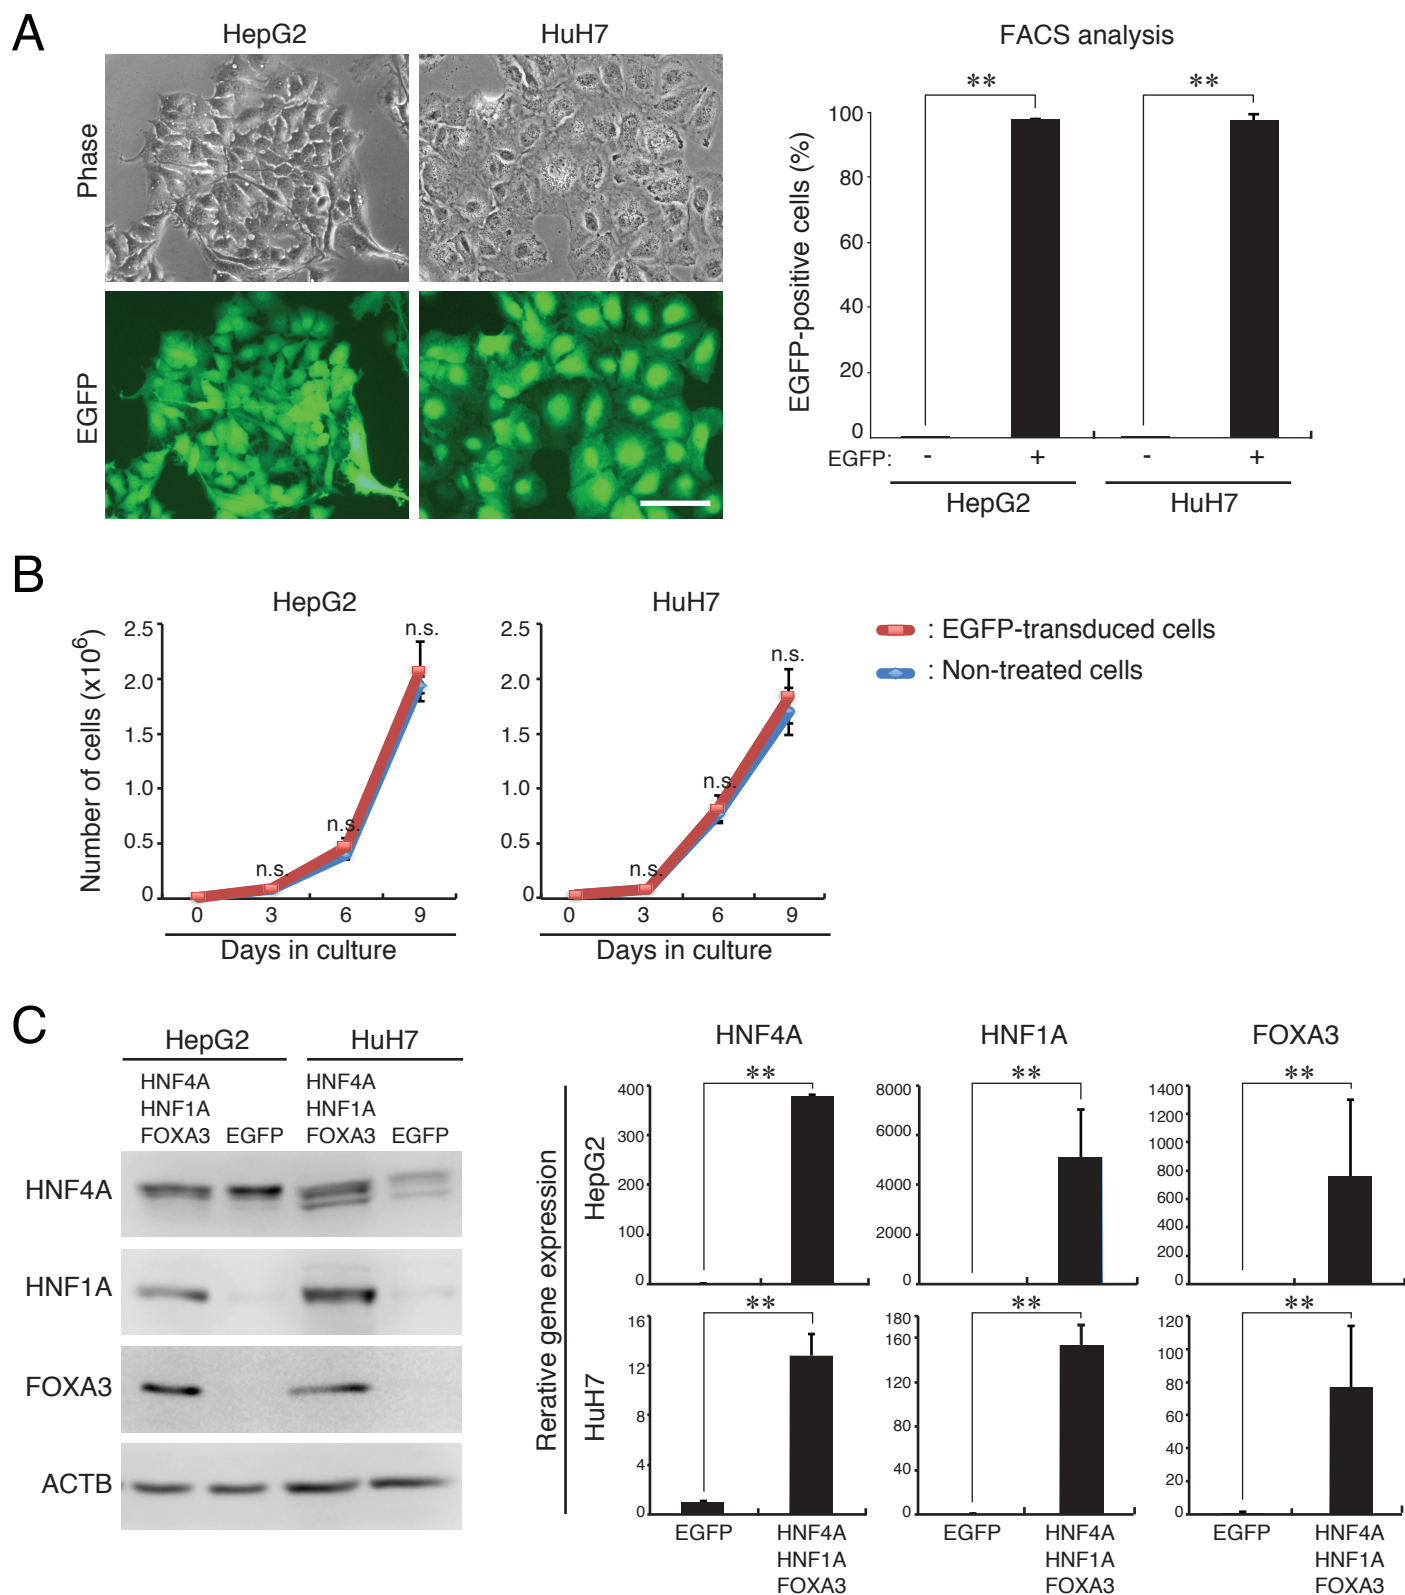 A
HepG2
HuH7
FACS analysis
Phase
EGFP
EGFP-positive cells (%)
**
**
100
80
60
40
20
0
EGFP:
-
+
-
+
HepG2
HuH7
B
HepG2
HuH7
Number of cells (x10^6)
2.5
2.0
1.5
1.0
0.5
0
n.s.
n.s.
n.s.
0 3 6 9
Days in culture
2.5
2.0
1.5
1.0
0.5
0
n.s.
n.s.
n.s.
0 3 6 9
Days in culture
: EGFP-transduced cells
: Non-treated cells
C
HepG2
HuH7
HNF4A
HNF1A
FOXA3
EGFP
HNF4A
HNF1A
FOXA3
EGFP
HNF4A
HNF1A
FOXA3
ACTB
HNF4A
HNF1A
FOXA3
Rerative gene expression
HepG2
**
400
300
200
100
0
**
8000
6000
4000
2000
0
**
1400
1200
1000
800
600
400
200
0
HuH7
**
16
12
8
4
0
**
180
160
120
80
40
0
**
120
100
80
60
40
20
0
EGFP
HNF4A
HNF1A
FOXA3
EGFP
HNF4A
HNF1A
FOXA3
EGFP
HNF4A
HNF1A
FOXA3